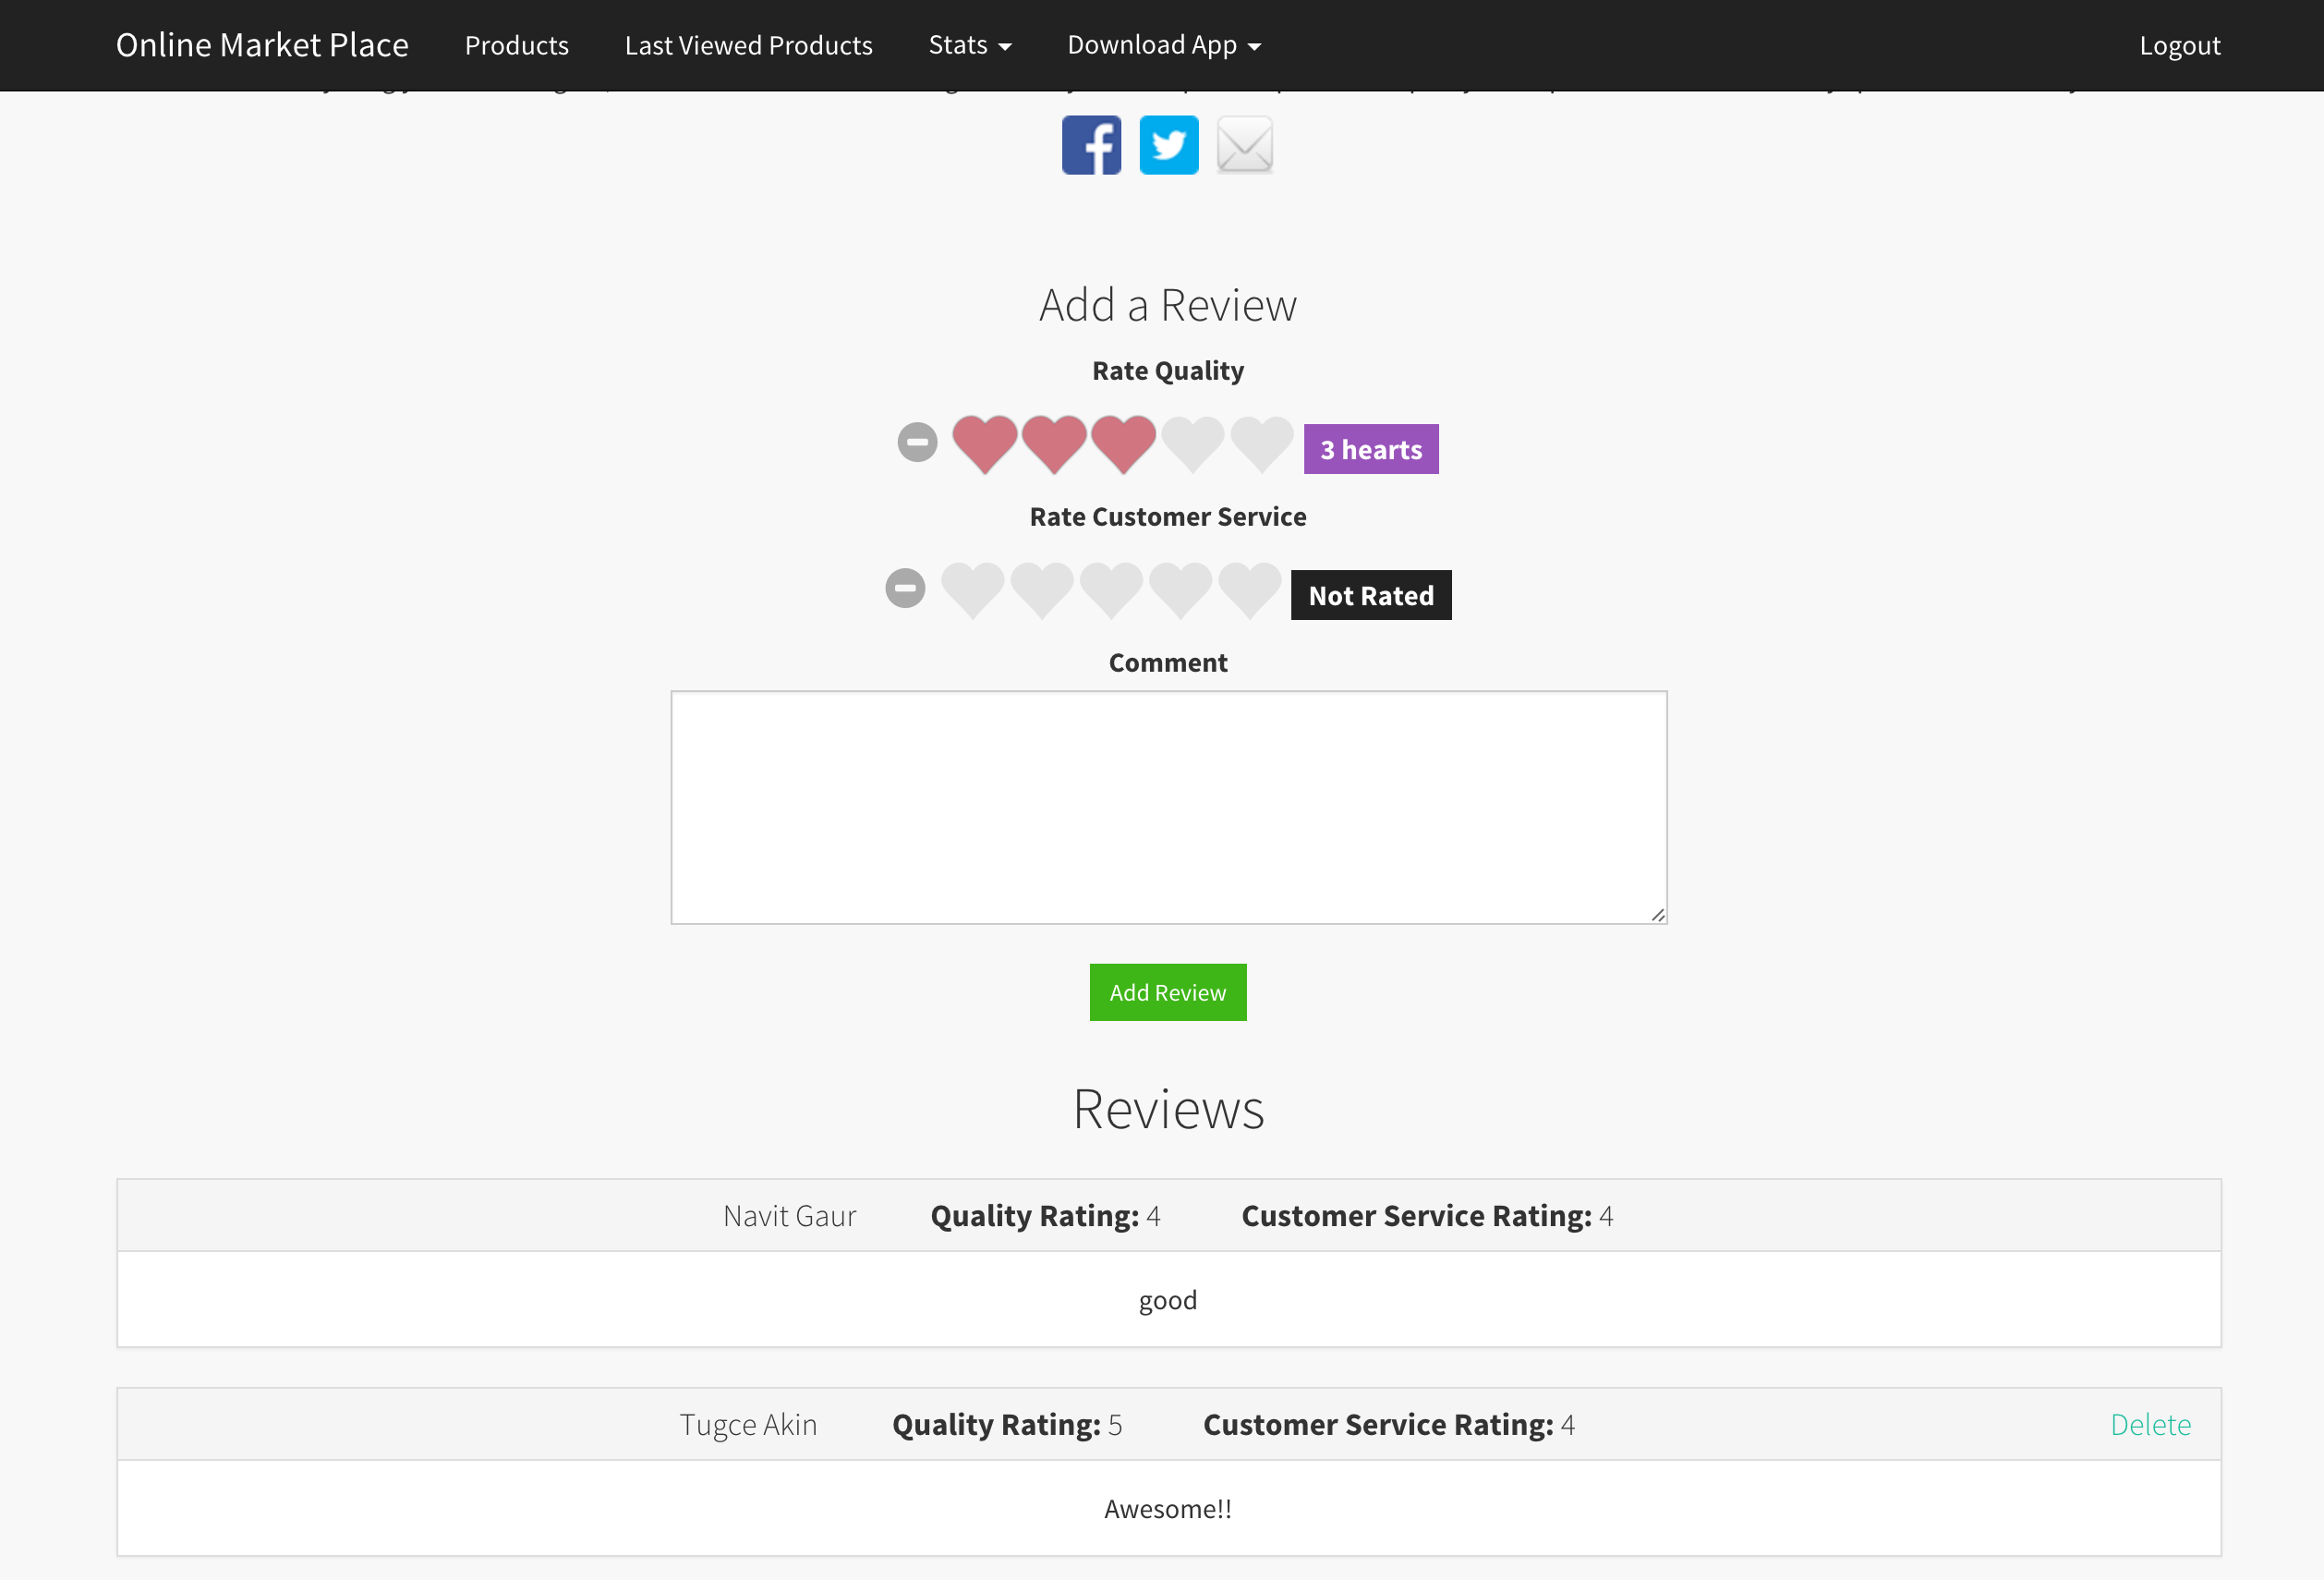 Online Market Place Products Last Viewed Products Stats Download App Logout
Add a Review
Rate Quality
3 hearts
Rate Customer Service
Not Rated
Comment
Add Review
Reviews
Navit Gaur Quality Rating: 4 Customer Service Rating: 4
good
Tugce Akin Quality Rating: 5 Customer Service Rating: 4 Delete
Awesome!!